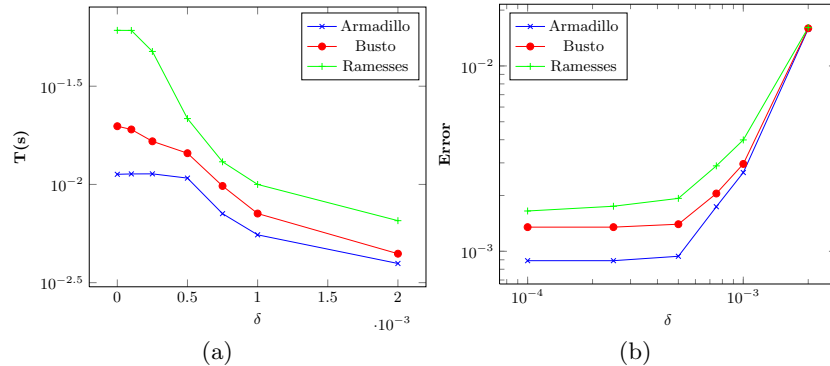 Armadillo
Busto
Ramesses
10^{-1.5}
10^{-2}
10^{-2.5}
T(s)
0 0.5 1 1.5 2
·10^{-3}
δ
(a)
Armadillo
Busto
Ramesses
10^{-2}
10^{-3}
Error
10^{-4} 10^{-3}
δ
(b)